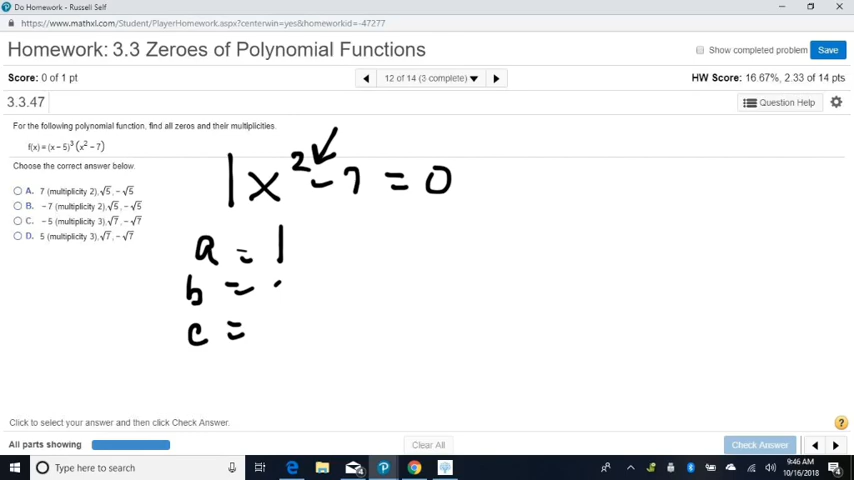 Do Homework - Russell Self
https://www.mathxl.com/Student/PlayerHomework.aspx?centerwin=yes&homeworkid=-47277
Homework: 3.3 Zeroes of Polynomial Functions
Show completed problem
Save
Score: 0 of 1 pt
12 of 14 (3 complete)
HW Score: 16.67%, 2.33 of 14 pts
3.3.47
Question Help
For the following polynomial function, find all zeros and their multiplicities.
f(x) = (x − 5)³ (x² − 7)
Choose the correct answer below.
A. 7 (multiplicity 2), √5, − √5
B. − 7 (multiplicity 2), √5, − √5
C. − 5 (multiplicity 3), √7, − √7
D. 5 (multiplicity 3), √7, − √7
1x² − 7 = 0
a = 1
b =
c =
Click to select your answer and then click Check Answer.
?
All parts showing
Clear All
Check Answer
Type here to search
9:46 AM
10/16/2018